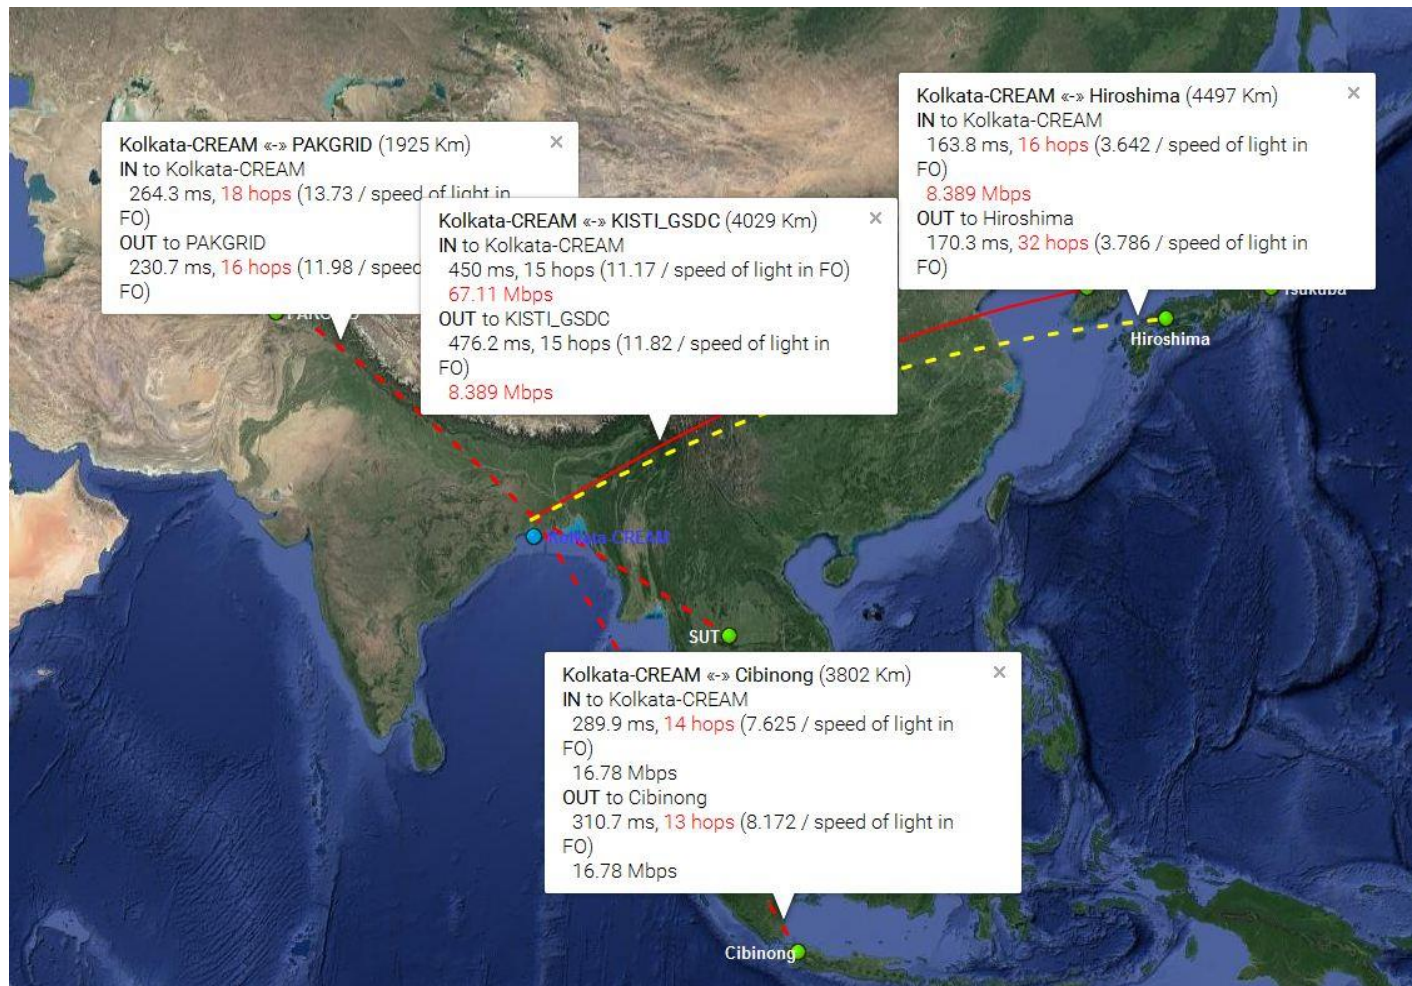 Kolkata-CREAM «-» PAKGRID (1925 Km)
IN to Kolkata-CREAM
264.3 ms, 18 hops (13.73 / speed of light in
FO)
OUT to PAKGRID
230.7 ms, 16 hops (11.98 / speed
FO)
Kolkata-CREAM «-» KISTI_GSDC (4029 Km)
IN to Kolkata-CREAM
450 ms, 15 hops (11.17 / speed of light in FO)
67.11 Mbps
OUT to KISTI_GSDC
476.2 ms, 15 hops (11.82 / speed of light in
FO)
8.389 Mbps
Kolkata-CREAM «-» Hiroshima (4497 Km)
IN to Kolkata-CREAM
163.8 ms, 16 hops (3.642 / speed of light in
FO)
8.389 Mbps
OUT to Hiroshima
170.3 ms, 32 hops (3.786 / speed of light in
FO)
Tsukuba
Hiroshima
Kolkata-CREAM
SUT
Kolkata-CREAM «-» Cibinong (3802 Km)
IN to Kolkata-CREAM
289.9 ms, 14 hops (7.625 / speed of light in
FO)
16.78 Mbps
OUT to Cibinong
310.7 ms, 13 hops (8.172 / speed of light in
FO)
16.78 Mbps
Cibinong